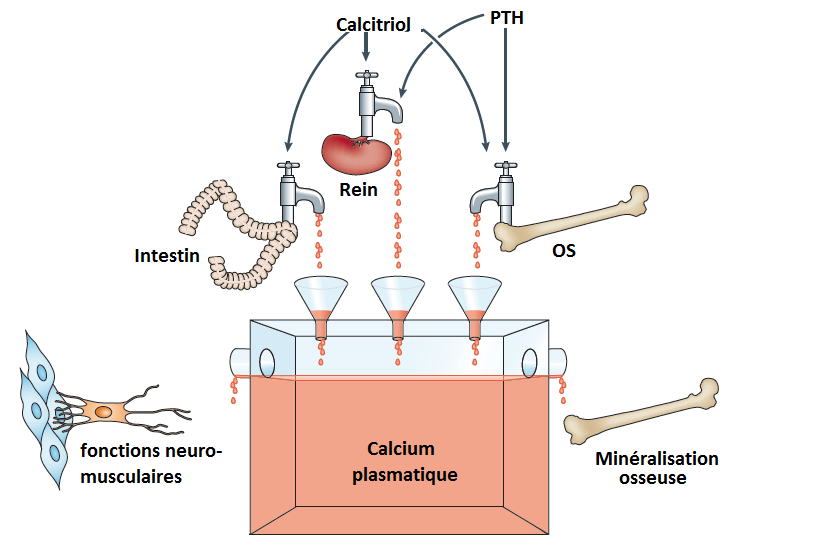 Calcitriol
PTH
Rein
Intestin
OS
fonctions neuro-
musculaires
Calcium
plasmatique
Minéralisation
osseuse